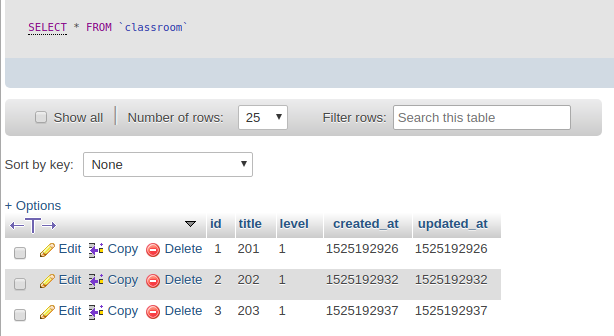 SELECT * FROM `classroom`
Show all Number of rows: 25 Filter rows: Search this table
Sort by key: None
+ Options
id title level created_at updated_at
Edit Copy Delete 1 201 1 1525192926 1525192926
Edit Copy Delete 2 202 1 1525192932 1525192932
Edit Copy Delete 3 203 1 1525192937 1525192937